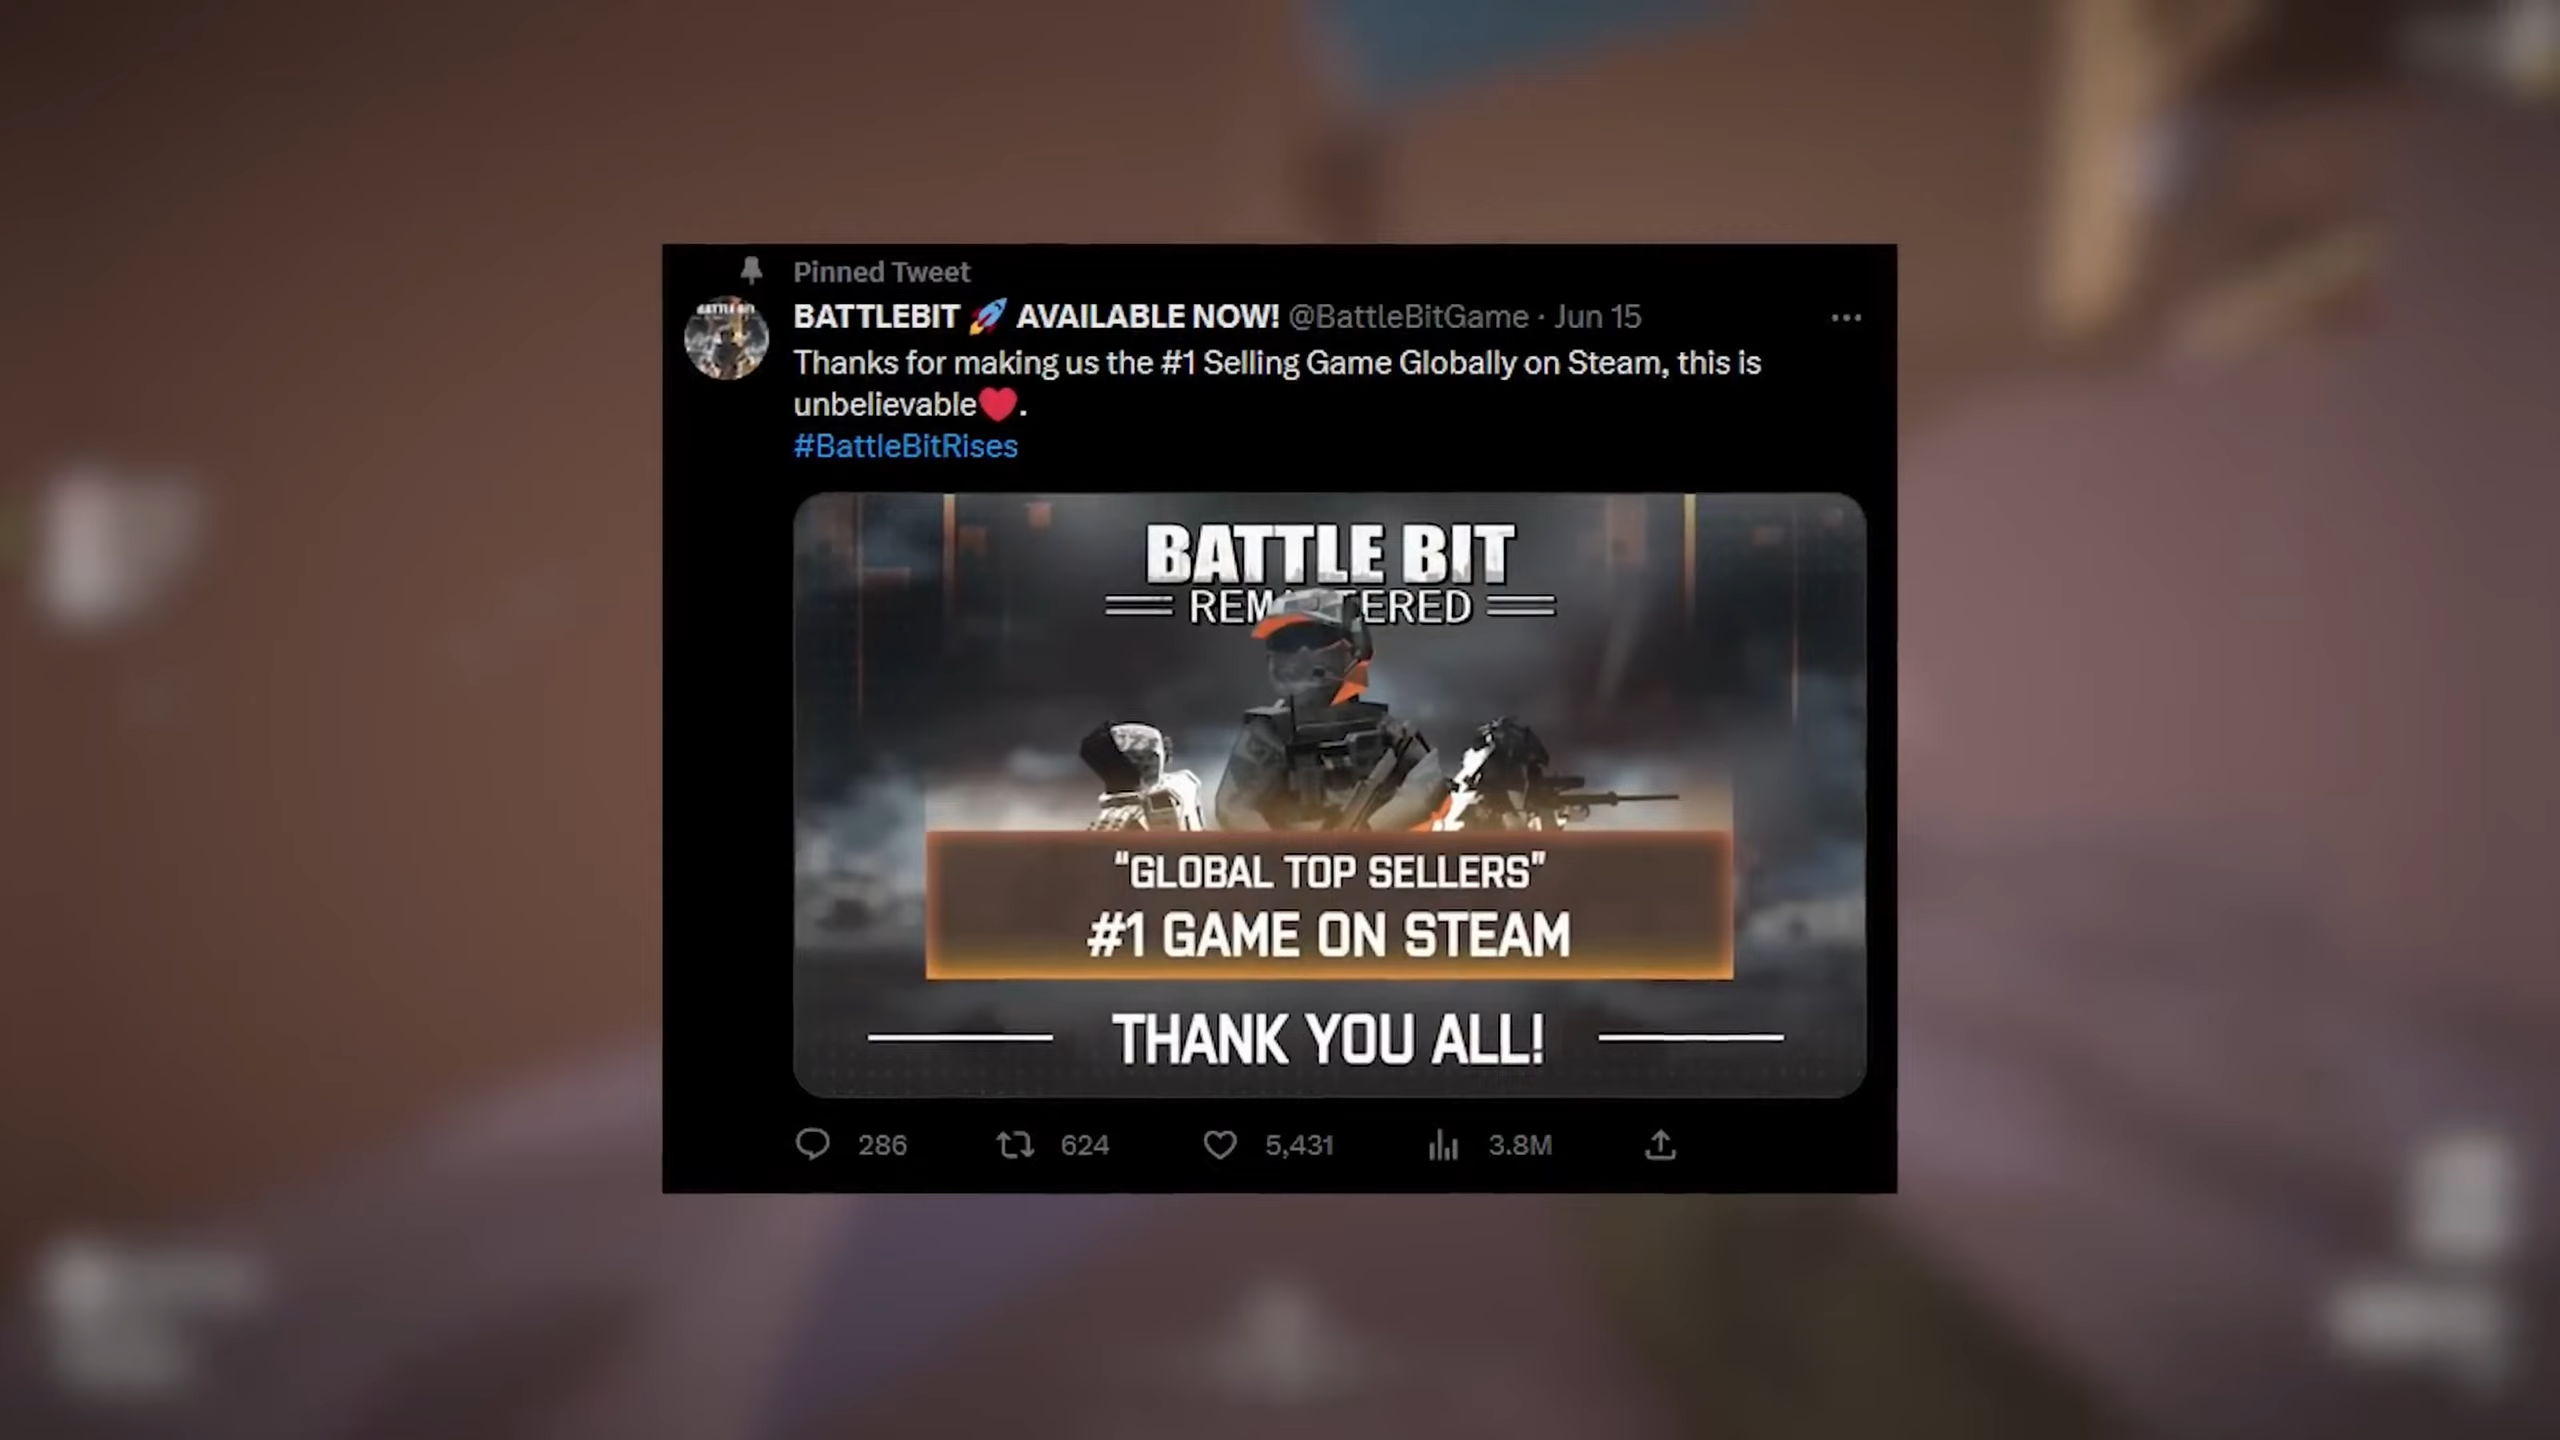 Pinned Tweet
BATTLEBIT 🚀 AVAILABLE NOW! @BattleBitGame · Jun 15
Thanks for making us the #1 Selling Game Globally on Steam, this is
unbelievable❤️.
#BattleBitRises
BATTLE BIT
REMASTERED
"GLOBAL TOP SELLERS"
#1 GAME ON STEAM
THANK YOU ALL!
286 624 5,431 3.8M